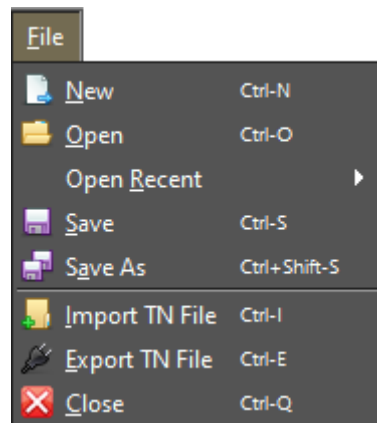 File
New Ctrl-N
Open Ctrl-O
Open Recent
Save Ctrl-S
Save As Ctrl+Shift-S
Import TN File Ctrl-I
Export TN File Ctrl-E
Close Ctrl-Q